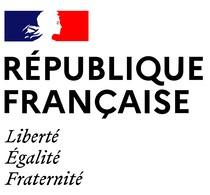 RÉPUBLIQUE
FRANÇAISE
Liberté
Égalité
Fraternité